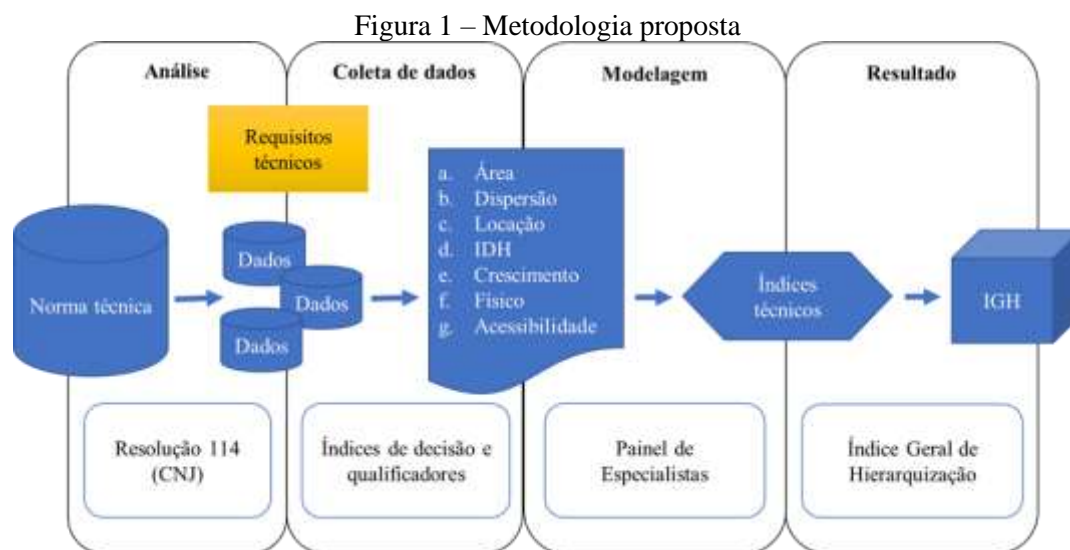 Figura 1 – Metodologia proposta
Análise
Coleta de dados
Modelagem
Resultado
Requisitos
técnicos
Norma técnica
Dados
Dados
Dados
a. Área
b. Dispersão
c. Locação
d. IDH
e. Crescimento
f. Físico
g. Acessibilidade
Índices
técnicos
IGH
Resolução 114
(CNJ)
Índices de decisão e
qualificadores
Painel de
Especialistas
Índice Geral de
Hierarquização